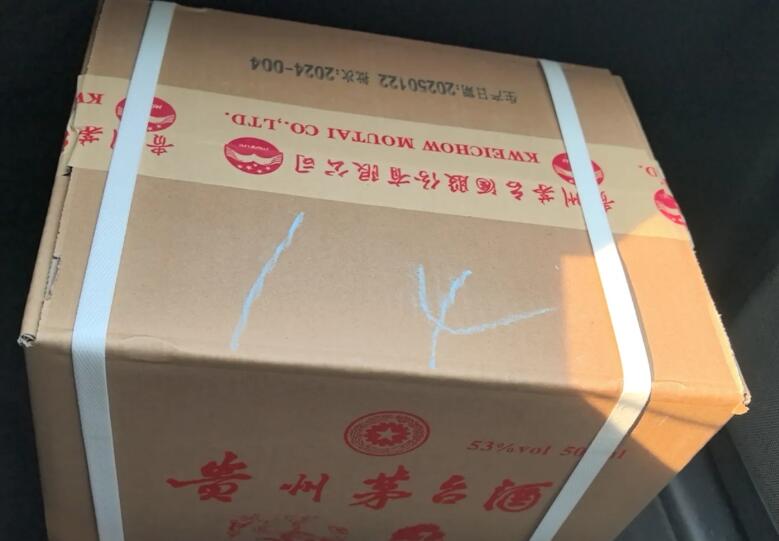 生产日期:20250122 批次:2024-004
KWEICHOW MOUTAI CO.,LTD.
贵州茅台酒股份有限公司
53%vol 500ml
贵州茅台酒